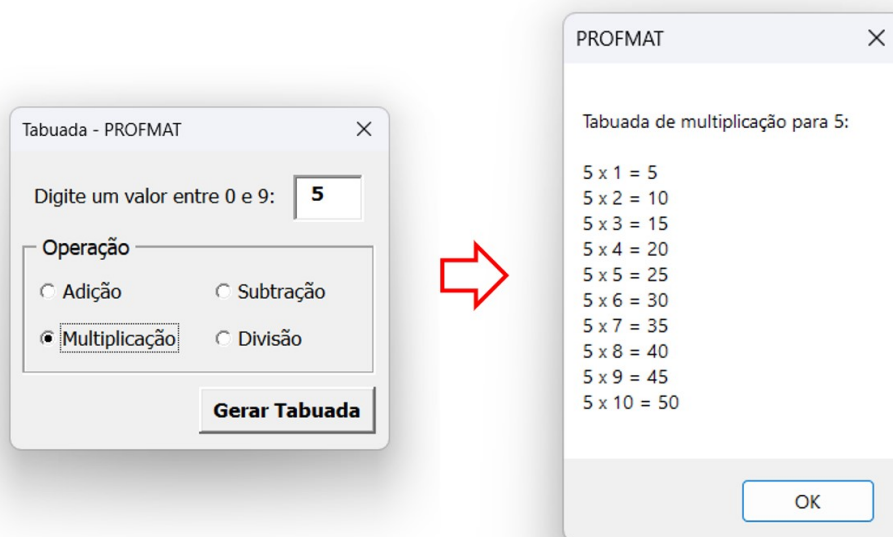 Tabuada - PROFMAT
Digite um valor entre 0 e 9: 5
Operação
Adição Subtração
Multiplicação Divisão
Gerar Tabuada
PROFMAT
Tabuada de multiplicação para 5:
5 x 1 = 5
5 x 2 = 10
5 x 3 = 15
5 x 4 = 20
5 x 5 = 25
5 x 6 = 30
5 x 7 = 35
5 x 8 = 40
5 x 9 = 45
5 x 10 = 50
OK